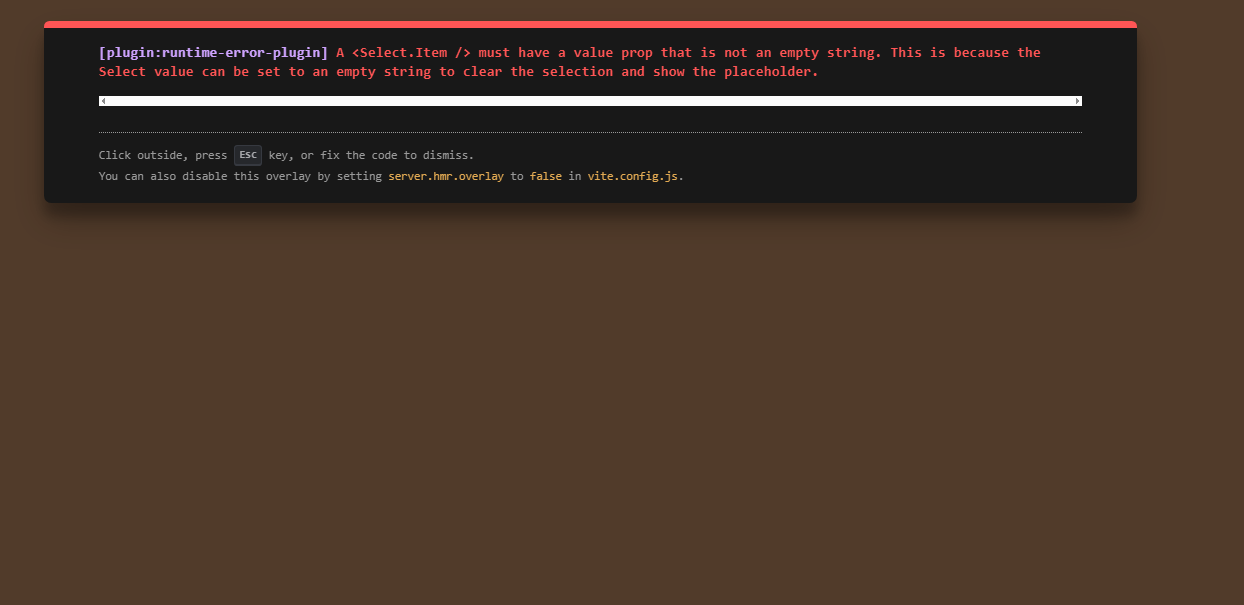 [plugin:runtime-error-plugin] A <Select.Item /> must have a value prop that is not an empty string. This is because the
Select value can be set to an empty string to clear the selection and show the placeholder.
Click outside, press Esc key, or fix the code to dismiss.
You can also disable this overlay by setting server.hmr.overlay to false in vite.config.js.